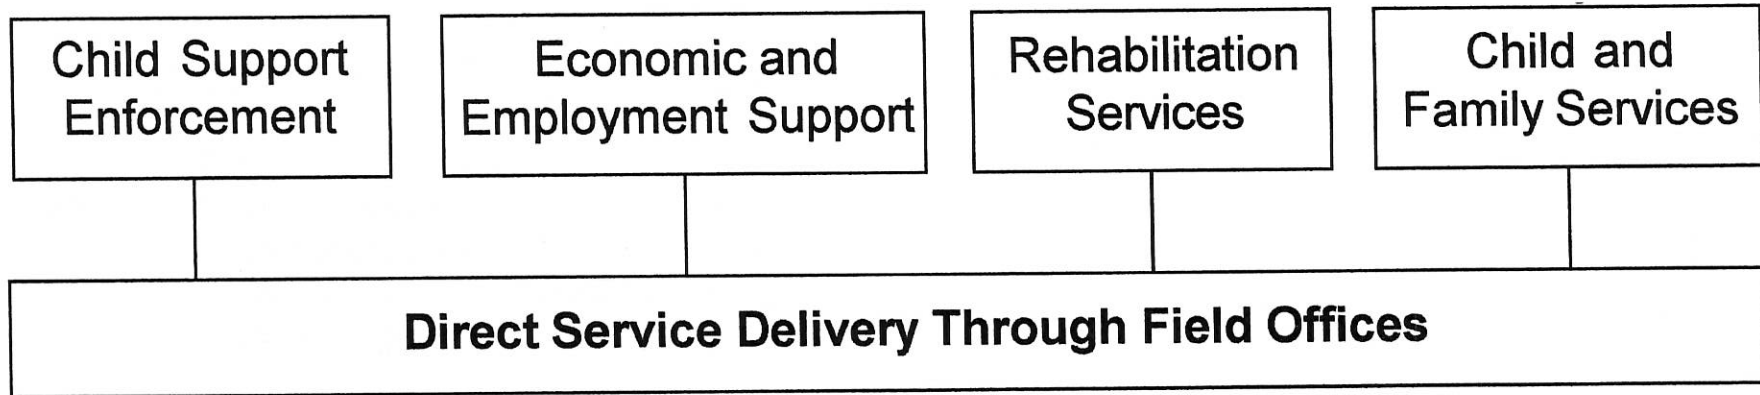 Child Support
Enforcement
Economic and
Employment Support
Rehabilitation
Services
Child and
Family Services
Direct Service Delivery Through Field Offices